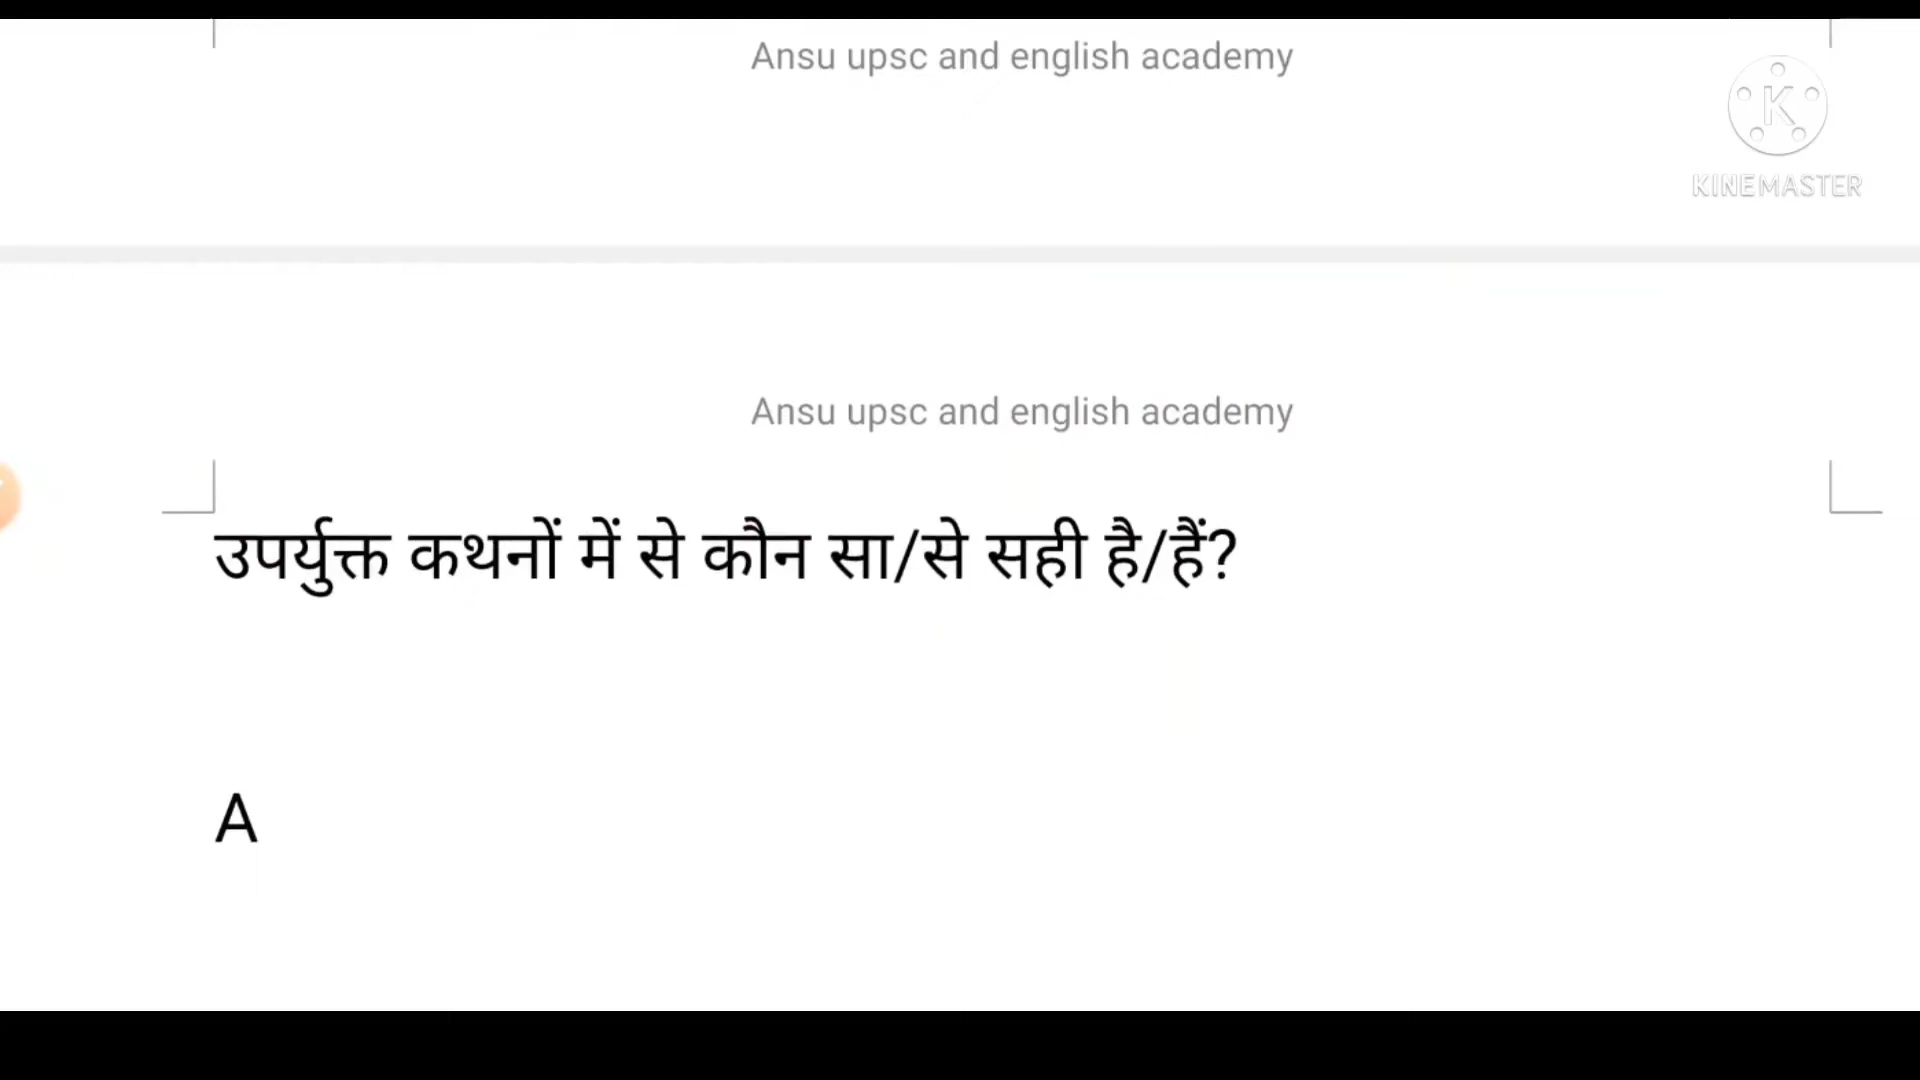 Ansu upsc and english academy
K
KINEMASTER
Ansu upsc and english academy
उपर्युक्त कथनों में से कौन सा/से सही है/हैं?
A